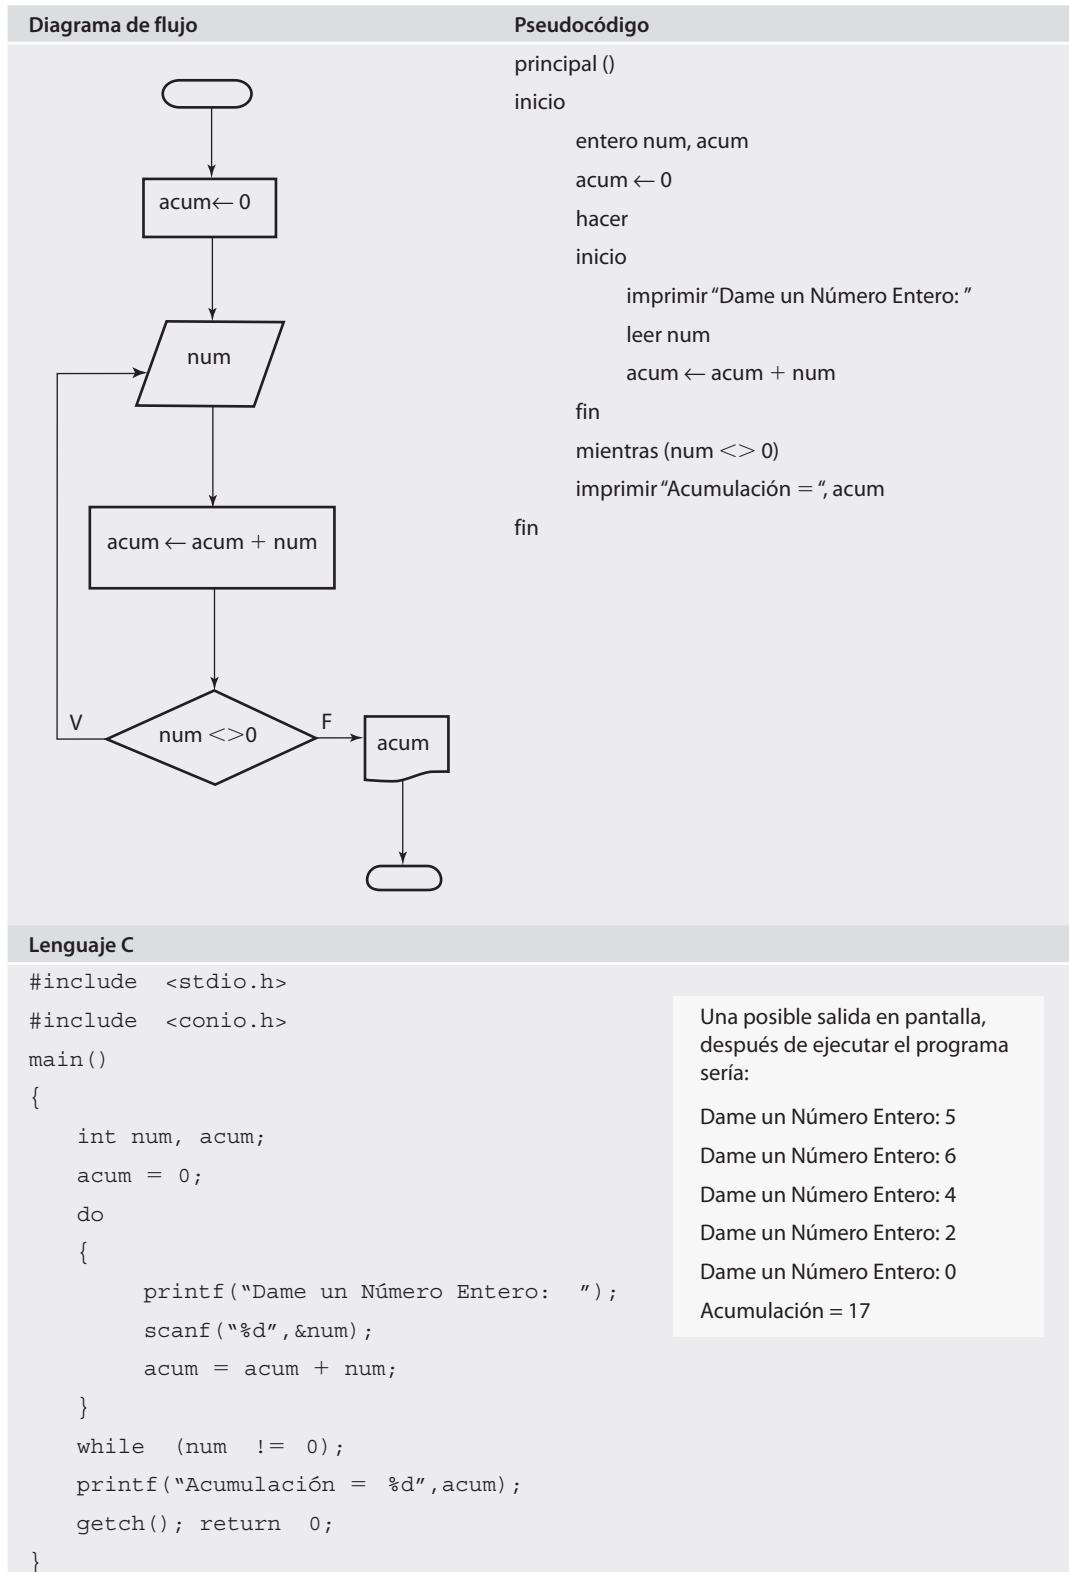 Diagrama de flujo
acum← 0
num
acum ← acum + num
num <>0
V
F
acum
Pseudocódigo
principal ()
inicio
entero num, acum
acum ← 0
hacer
inicio
imprimir “Dame un Número Entero: ”
leer num
acum ← acum + num
fin
mientras (num <> 0)
imprimir “Acumulación = “, acum
fin
Lenguaje C
#include <stdio.h>
#include <conio.h>
main()
{
int num, acum;
acum = 0;
do
{
printf(“Dame un Número Entero:  ”);
scanf(“%d”,&num);
acum = acum + num;
}
while (num != 0);
printf(“Acumulación = %d”,acum);
getch(); return 0;
}
Una posible salida en pantalla,
después de ejecutar el programa
sería:
Dame un Número Entero: 5
Dame un Número Entero: 6
Dame un Número Entero: 4
Dame un Número Entero: 2
Dame un Número Entero: 0
Acumulación = 17